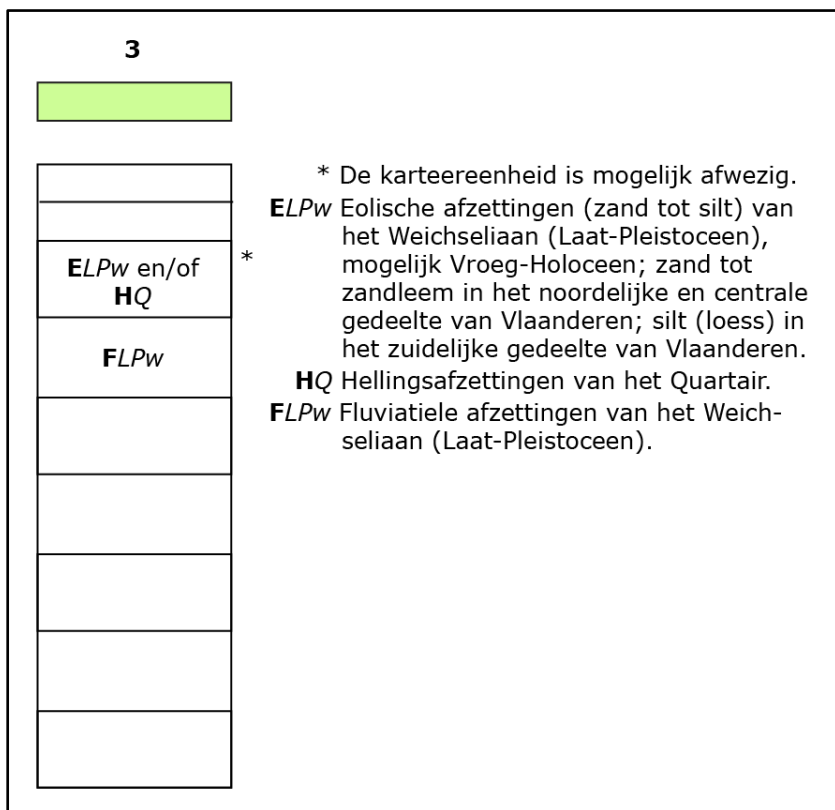 3
ELPw en/of
HQ
*
FLPw
* De karteereenheid is mogelijk afwezig.
ELPw Eolische afzettingen (zand tot silt) van
het Weichseliaan (Laat-Pleistoceen),
mogelijk Vroeg-Holoceen; zand tot
zandleem in het noordelijke en centrale
gedeelte van Vlaanderen; silt (loess) in
het zuidelijke gedeelte van Vlaanderen.
HQ Hellingsafzettingen van het Quartair.
FLPw Fluviatiele afzettingen van het Weich-
seliaan (Laat-Pleistoceen).